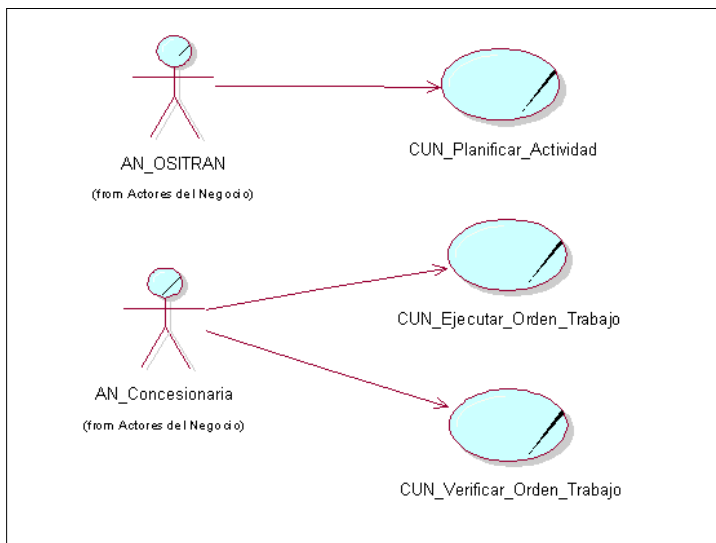 CUN_Planificar_Actividad
AN_OSITRAN
(from Actores del Negocio)
CUN_Ejecutar_Orden_Trabajo
AN_Concesionaria
(from Actores del Negocio)
CUN_Verificar_Orden_Trabajo